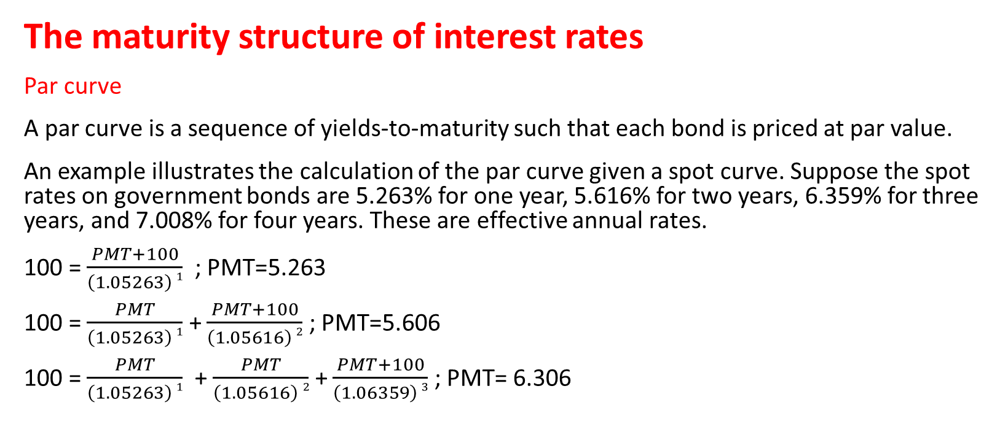 The maturity structure of interest rates
Par curve
A par curve is a sequence of yields-to-maturity such that each bond is priced at par value.
An example illustrates the calculation of the par curve given a spot curve. Suppose the spot
rates on government bonds are 5.263% for one year, 5.616% for two years, 6.359% for three
years, and 7.008% for four years. These are effective annual rates.
100 = \frac{PMT+100}{(1.05263)^1} ; PMT=5.263
100 = \frac{PMT}{(1.05263)^1} + \frac{PMT+100}{(1.05616)^2} ; PMT=5.606
100 = \frac{PMT}{(1.05263)^1} + \frac{PMT}{(1.05616)^2} + \frac{PMT+100}{(1.06359)^3} ; PMT= 6.306